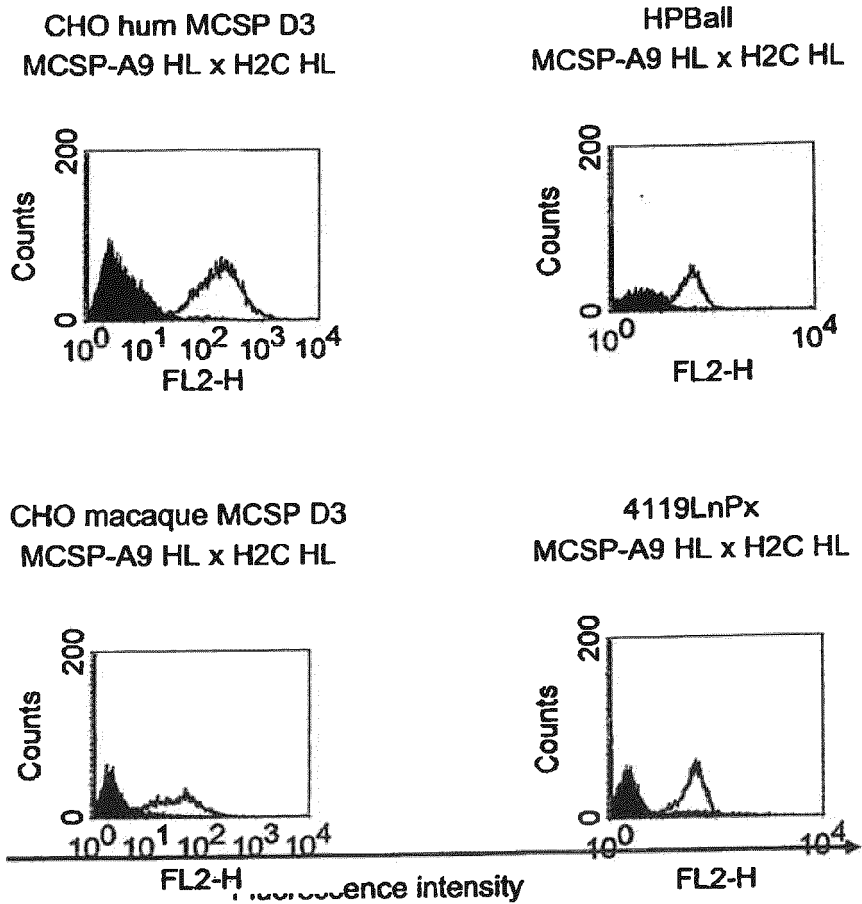 CHO hum MCSP D3
MCSP-A9 HL x H2C HL
200
Counts
0
10^0 10^1 10^2 10^3 10^4
FL2-H
HPBall
MCSP-A9 HL x H2C HL
200
Counts
0
10^0 10^4
FL2-H
CHO macaque MCSP D3
MCSP-A9 HL x H2C HL
200
Counts
0
10^0 10^1 10^2 10^3 10^4
FL2-H
4119LnPx
MCSP-A9 HL x H2C HL
200
Counts
0
10^0 10^4
FL2-H
intensity